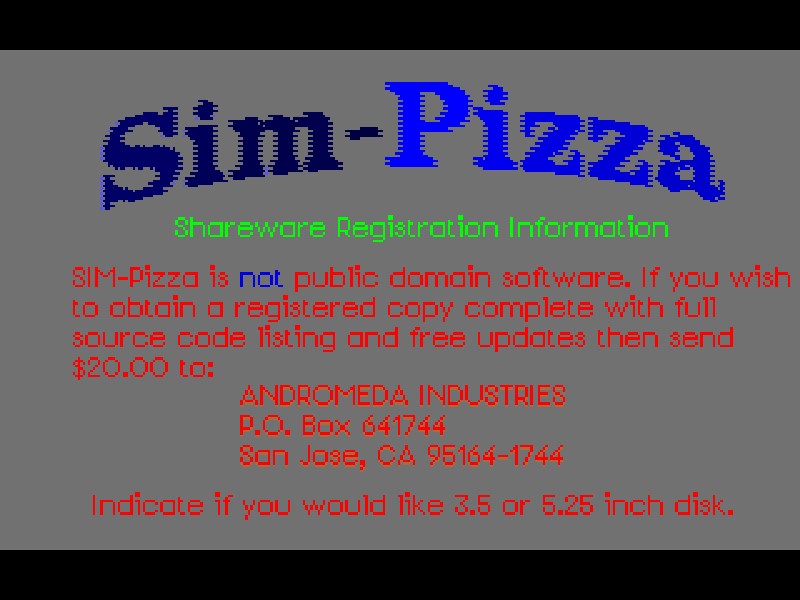 Sim-Pizza
Shareware Registration Information
SIM-Pizza is not public domain software. If you wish
to obtain a registered copy complete with full
source code listing and free updates then send
$20.00 to:
ANDROMEDA INDUSTRIES
P.O. Box 641744
San Jose, CA 95164-1744
Indicate if you would like 3.5 or 5.25 inch disk.